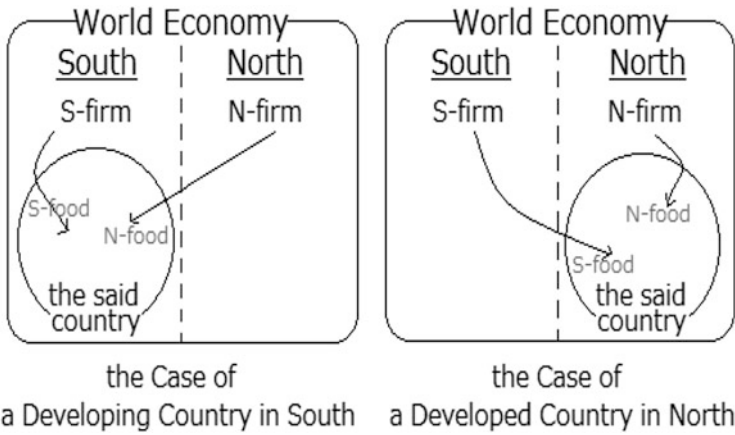 World Economy
South North
S-firm N-firm
S-food
N-food
the said
country
the Case of
a Developing Country in South
World Economy
South North
S-firm N-firm
N-food
S-food
the said
country
the Case of
a Developed Country in North